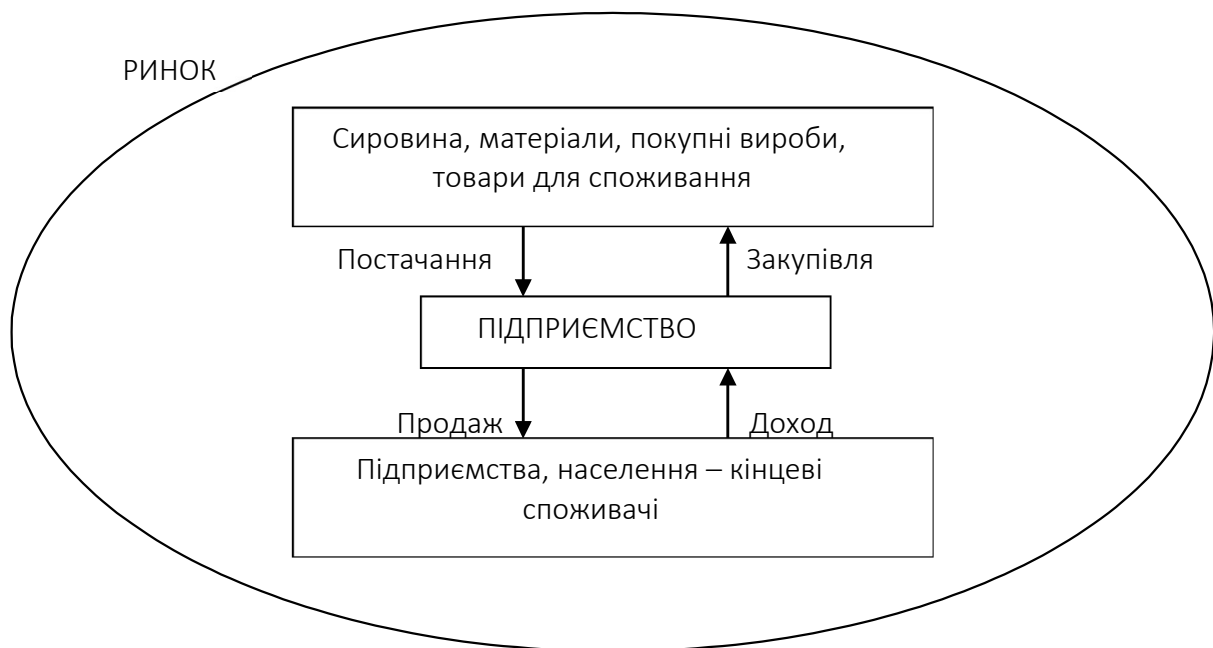 РИНОК
Сировина, матеріали, покупні вироби,
товари для споживання
Постачання
Закупівля
ПІДПРИЄМСТВО
Продаж
Доход
Підприємства, населення – кінцеві
споживачі